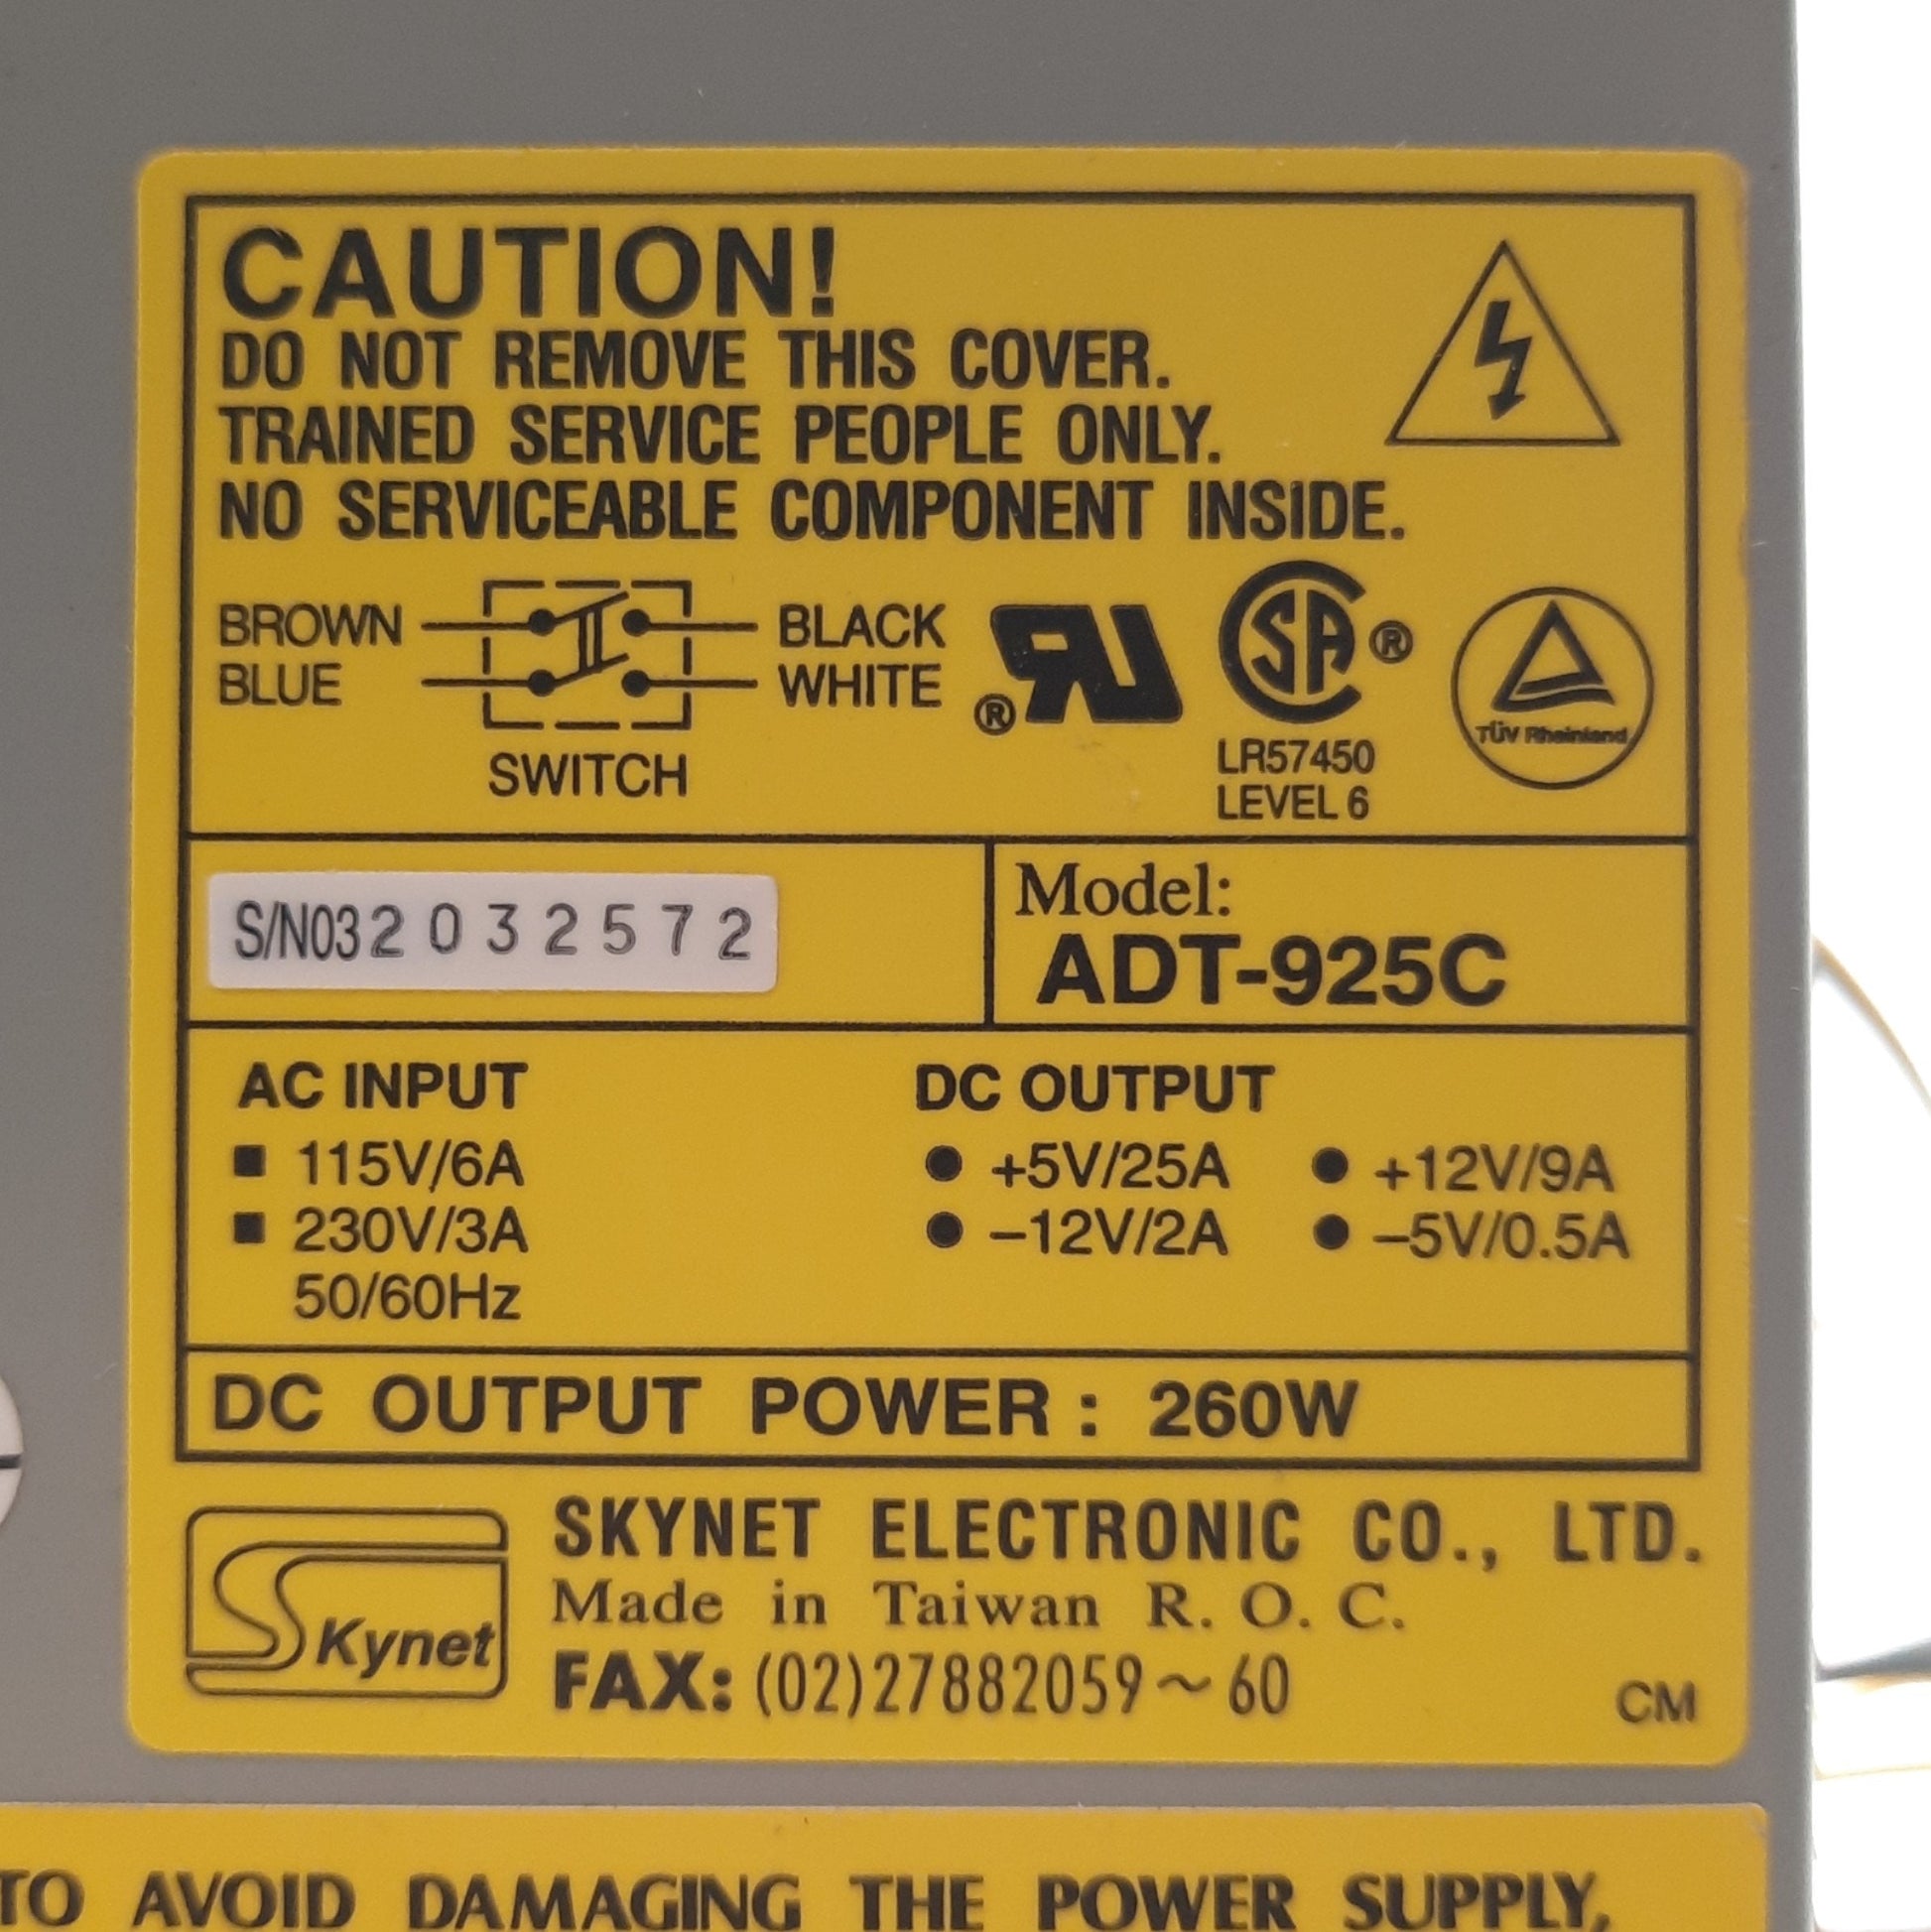 CAUTION!
DO NOT REMOVE THIS COVER.
TRAINED SERVICE PEOPLE ONLY.
NO SERVICEABLE COMPONENT INSIDE.
BROWN BLACK
BLUE WHITE
SWITCH
RU ®
SA ®
LR57450
LEVEL 6
TÜV Rheinland
S/N032032572
Model:
ADT-925C
AC INPUT
■ 115V/6A
■ 230V/3A
50/60Hz
DC OUTPUT
● +5V/25A ● +12V/9A
● –12V/2A ● –5V/0.5A
DC OUTPUT POWER : 260W
Skynet
SKYNET ELECTRONIC CO., LTD.
Made in Taiwan R. O. C.
FAX: (02)27882059~60
CM
TO AVOID DAMAGING THE POWER SUPPLY,